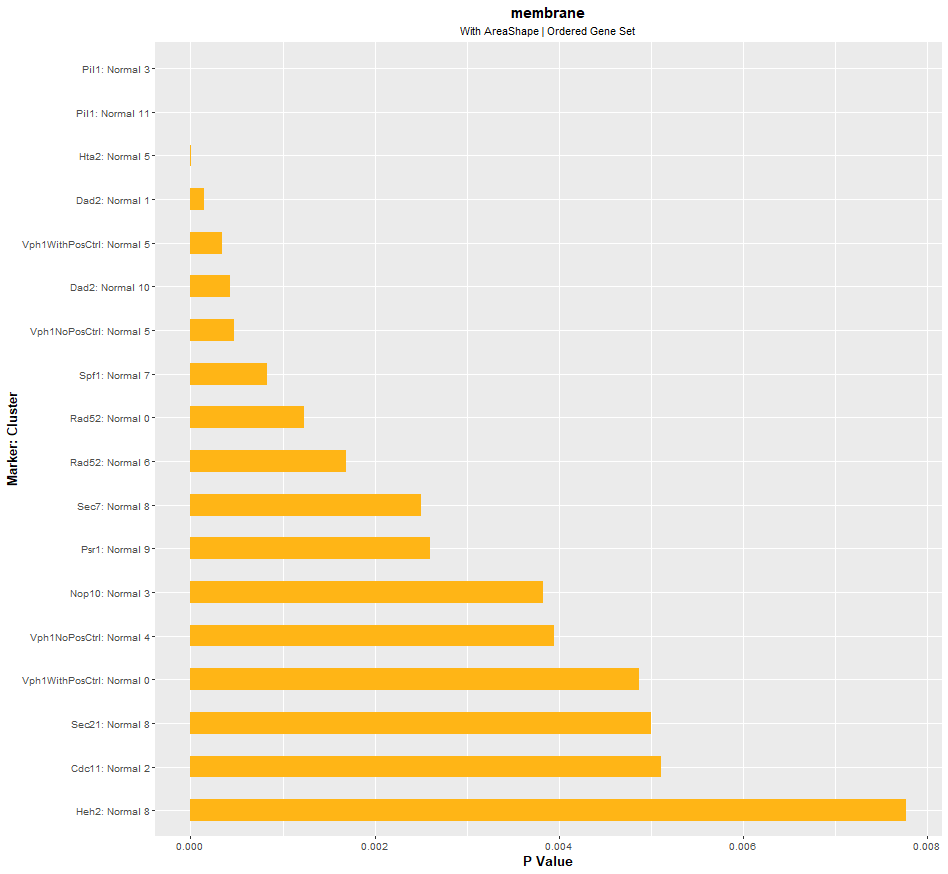 membrane
With AreaShape | Ordered Gene Set
Marker: Cluster
Pil1: Normal 3
Pil1: Normal 11
Hta2: Normal 5
Dad2: Normal 1
Vph1WithPosCtrl: Normal 5
Dad2: Normal 10
Vph1NoPosCtrl: Normal 5
Spf1: Normal 7
Rad52: Normal 0
Rad52: Normal 6
Sec7: Normal 8
Psr1: Normal 9
Nop10: Normal 3
Vph1NoPosCtrl: Normal 4
Vph1WithPosCtrl: Normal 0
Sec21: Normal 8
Cdc11: Normal 2
Heh2: Normal 8
0.000 0.002 0.004 0.006 0.008
P Value